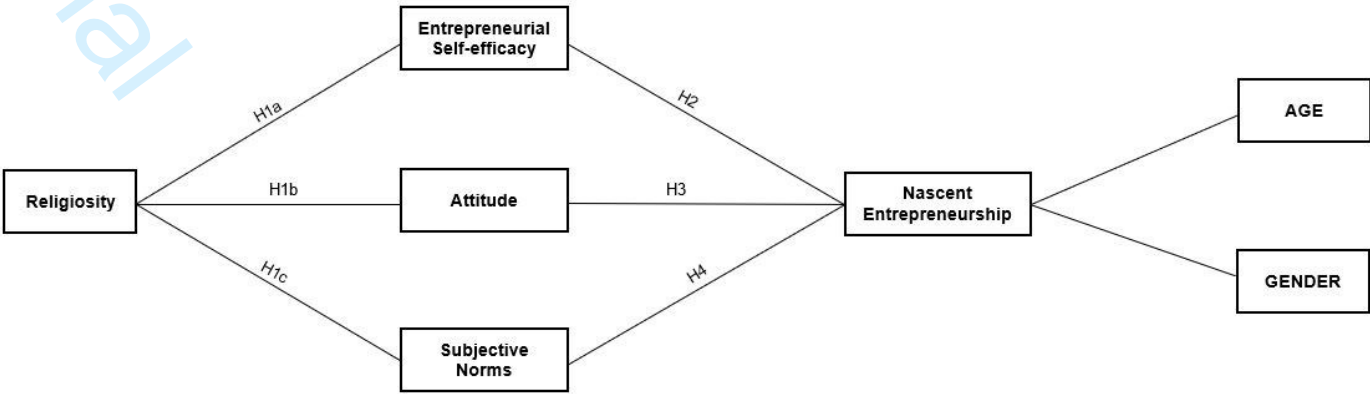 Entrepreneurial
Self-efficacy
H1a
H2
AGE
Religiosity
H1b
Attitude
H3
Nascent
Entrepreneurship
H1c
H4
GENDER
Subjective
Norms